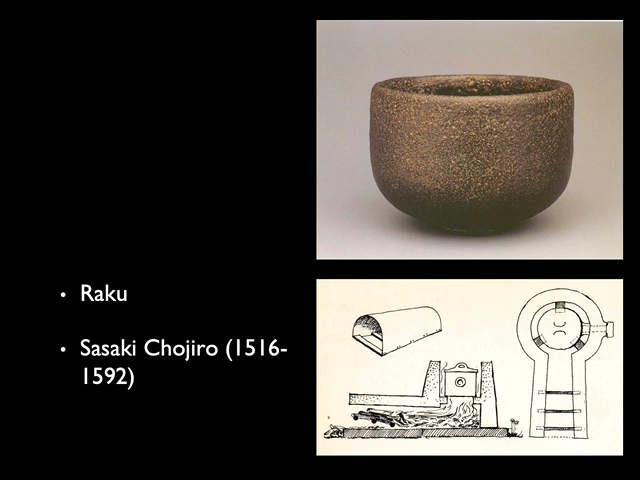 • Raku
• Sasaki Chojiro (1516-
1592)